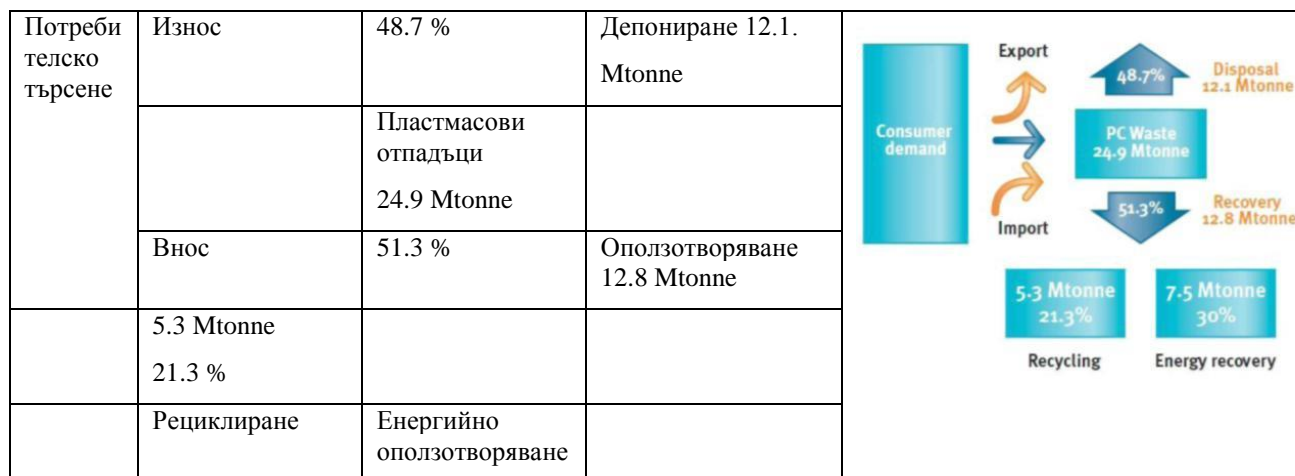 Потреби
телско
търсене
Износ
48.7 %
Депониране 12.1.
Mtonne
Пластмасови
отпадъци
24.9 Mtonne
Внос
51.3 %
Оползотворяване
12.8 Mtonne
5.3 Mtonne
21.3 %
Рециклиране
Енергийно
оползотворяване
Consumer
demand
Export
Import
48.7%
Disposal
12.1 Mtonne
PC Waste
24.9 Mtonne
51.3%
Recovery
12.8 Mtonne
5.3 Mtonne
21.3%
7.5 Mtonne
30%
Recycling
Energy recovery